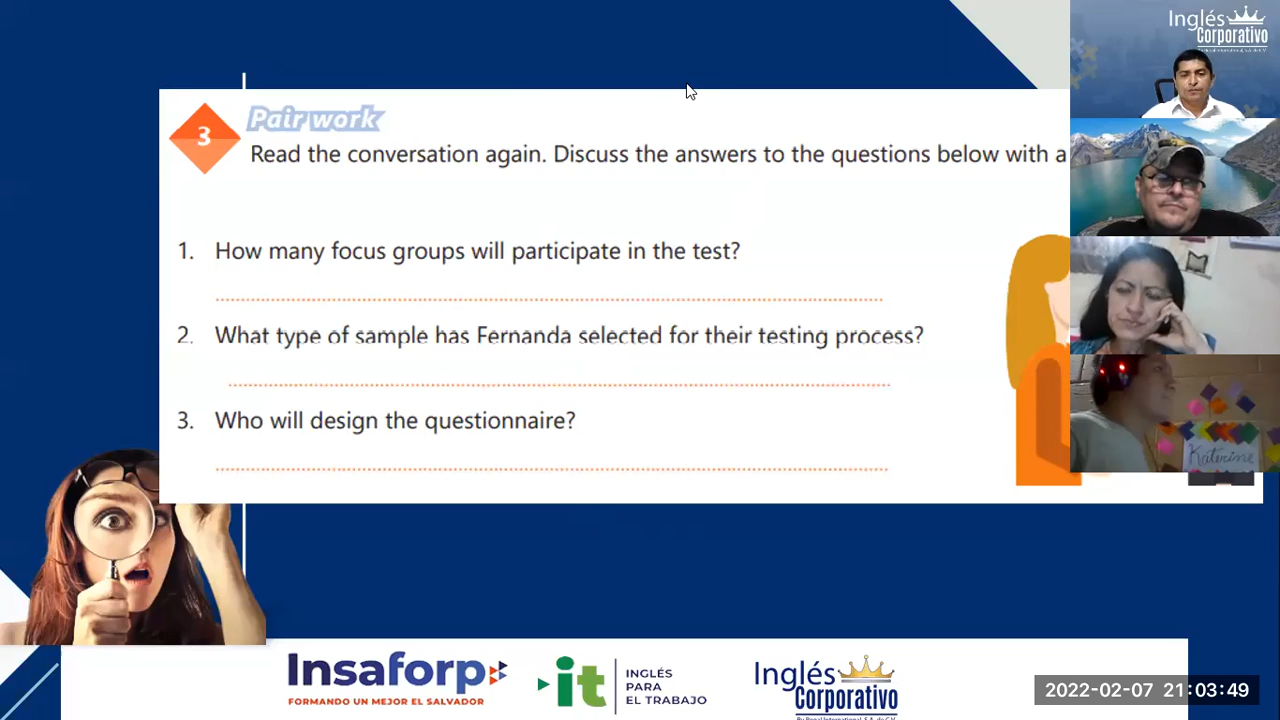 Inglés
Corporativo
3
Pair work
Read the conversation again. Discuss the answers to the questions below with a
1. How many focus groups will participate in the test?
2. What type of sample has Fernanda selected for their testing process?
3. Who will design the questionnaire?
Katerine
Insaforp
FORMANDO UN MEJOR EL SALVADOR
it
INGLÉS
PARA
EL TRABAJO
Inglés
Corporativo
2022-02-07 21:03:49